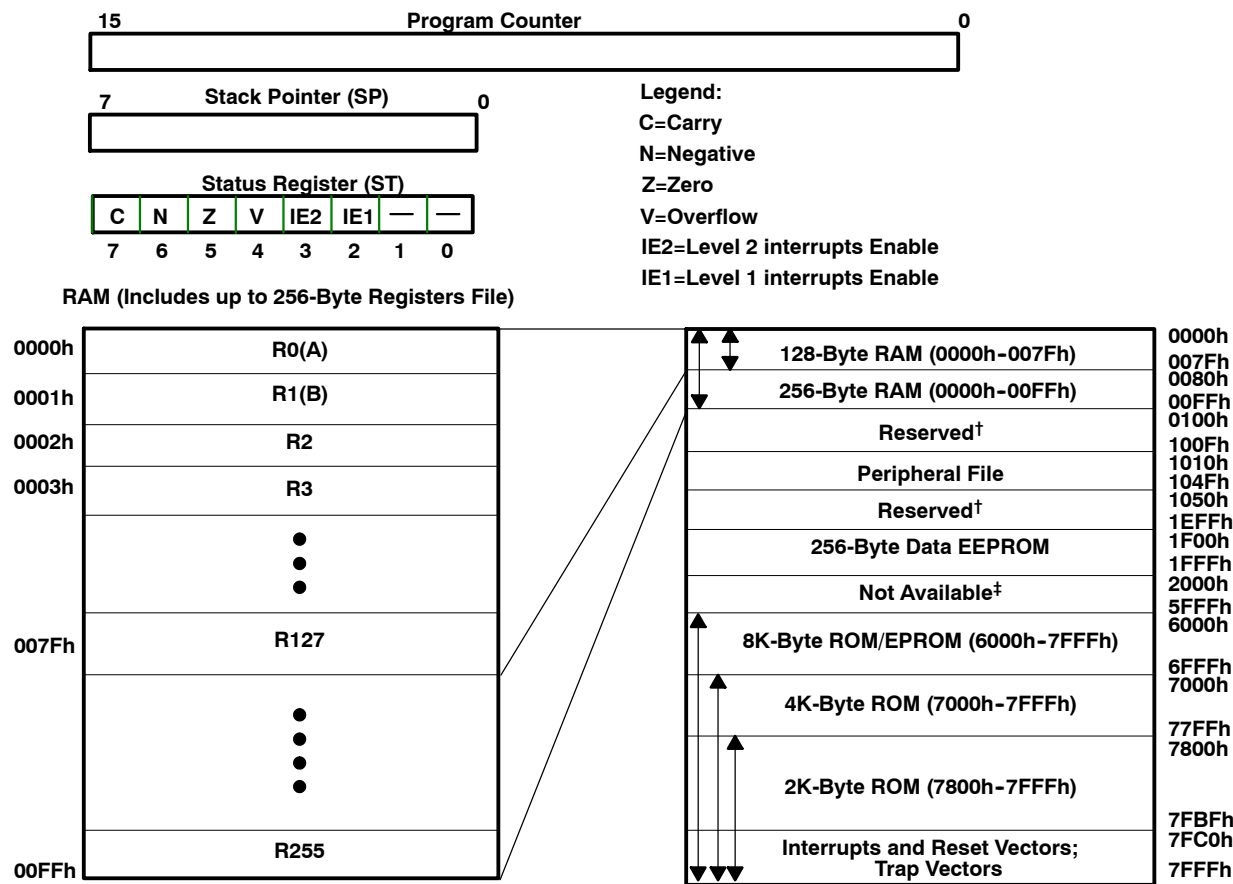 15 Program Counter 0
7 Stack Pointer (SP) 0
Legend:
C=Carry
N=Negative
Z=Zero
V=Overflow
IE2=Level 2 interrupts Enable
IE1=Level 1 interrupts Enable
Status Register (ST)
C N Z V IE2 IE1 — —
7 6 5 4 3 2 1 0
RAM (Includes up to 256-Byte Registers File)
0000h R0(A)
0001h R1(B)
0002h R2
0003h R3
007Fh R127
R255
00FFh
0000h
128-Byte RAM (0000h-007Fh)
007Fh
0080h
256-Byte RAM (0000h-00FFh)
00FFh
0100h
Reserved†
100Fh
1010h
Peripheral File
104Fh
1050h
Reserved†
1EFFh
1F00h
256-Byte Data EEPROM
1FFFh
2000h
Not Available‡
5FFFh
6000h
8K-Byte ROM/EPROM (6000h-7FFFh)
6FFFh
7000h
4K-Byte ROM (7000h-7FFFh)
77FFh
7800h
2K-Byte ROM (7800h-7FFFh)
7FBFh
7FC0h
Interrupts and Reset Vectors;
Trap Vectors
7FFFh